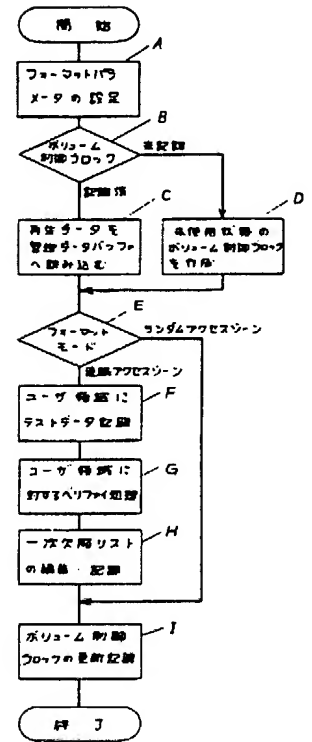 開始
A
フォーマットパラ
メータの設定
B
ボリューム
制御ブロック
未記録
記録済
C
再生データを
管理データバッファ
へ読み込む
D
未使用状態の
ボリューム制御ブロック
を作成
E
フォーマット
モード
ランダムアクセスゾーン
連続アクセスゾーン
F
ユーザ領域に
テストデータ記録
G
ユーザ領域に
対するベリファイ処理
H
一次欠陥リスト
の編集・記録
I
ボリューム制御
ブロックの更新記録
終了